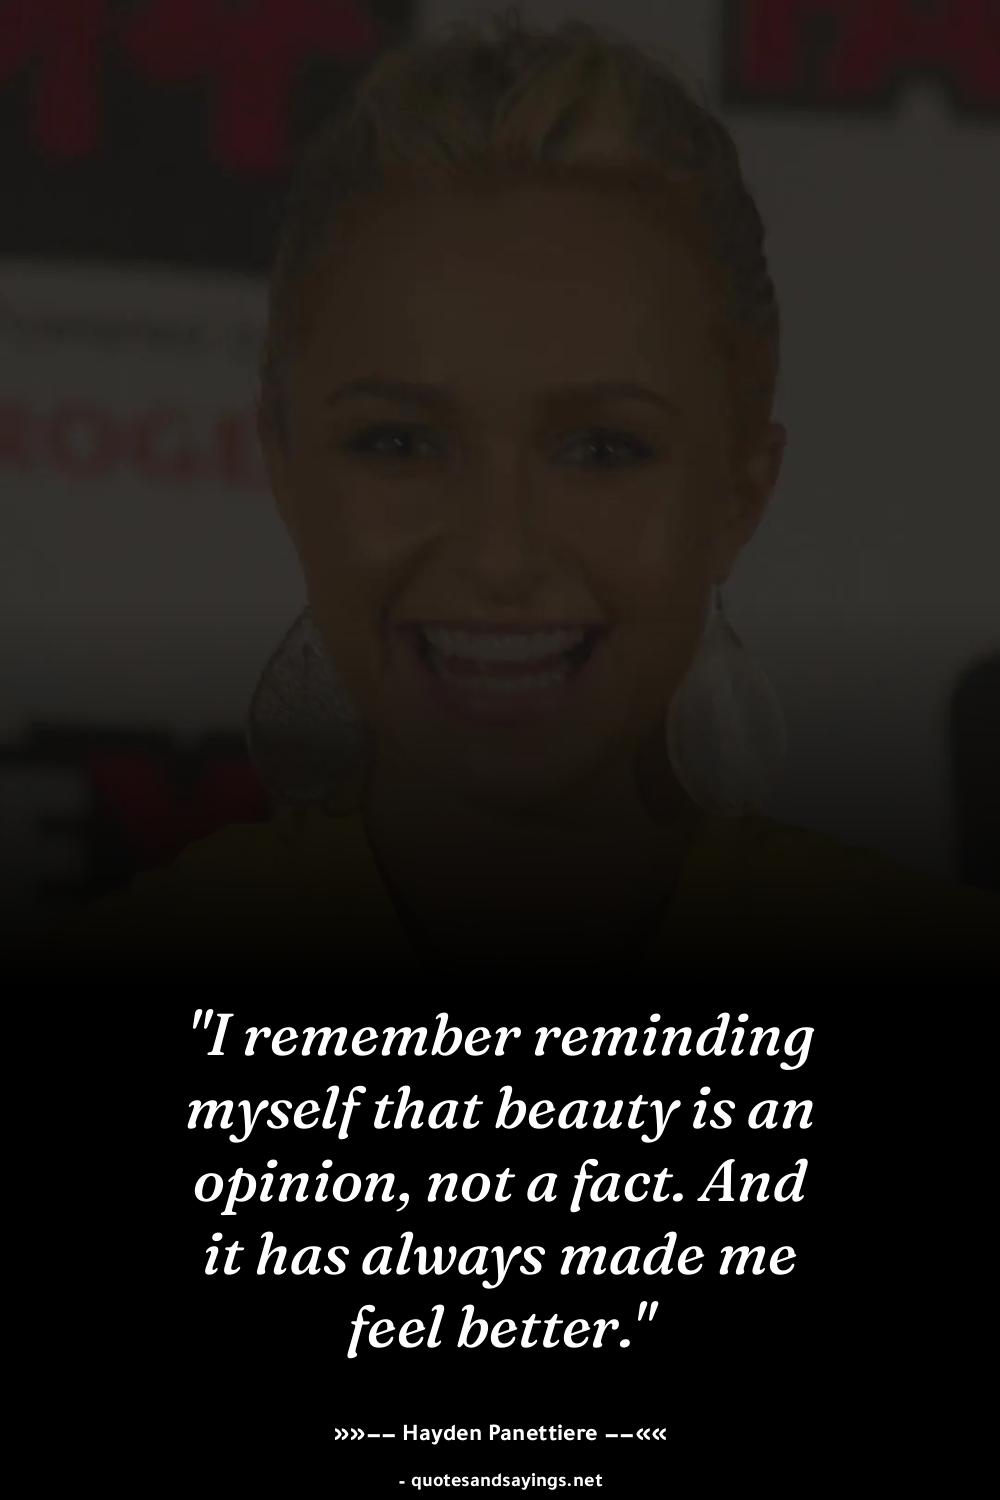 "I remember reminding
myself that beauty is an
opinion, not a fact. And
it has always made me
feel better."
»»–– Hayden Panettiere ––««
- quotesandsayings.net